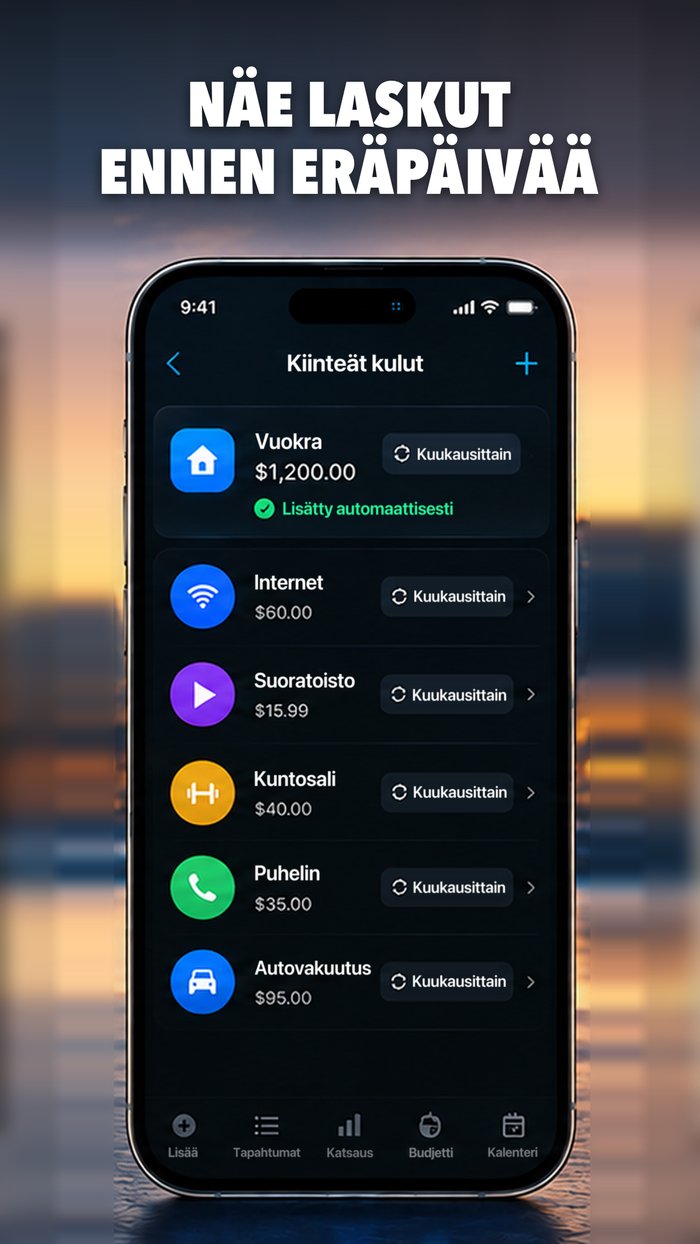 NÄE LASKUT
ENNEN ERÄPÄIVÄÄ
9:41
Kiinteät kulut
Vuokra
$1,200.00
Kuukausittain
Lisätty automaattisesti
Internet
$60.00
Kuukausittain
Suoratoisto
$15.99
Kuukausittain
Kuntosali
$40.00
Kuukausittain
Puhelin
$35.00
Kuukausittain
Autovakuutus
$95.00
Kuukausittain
Lisää
Tapahtumat
Katsaus
Budjetti
Kalenteri